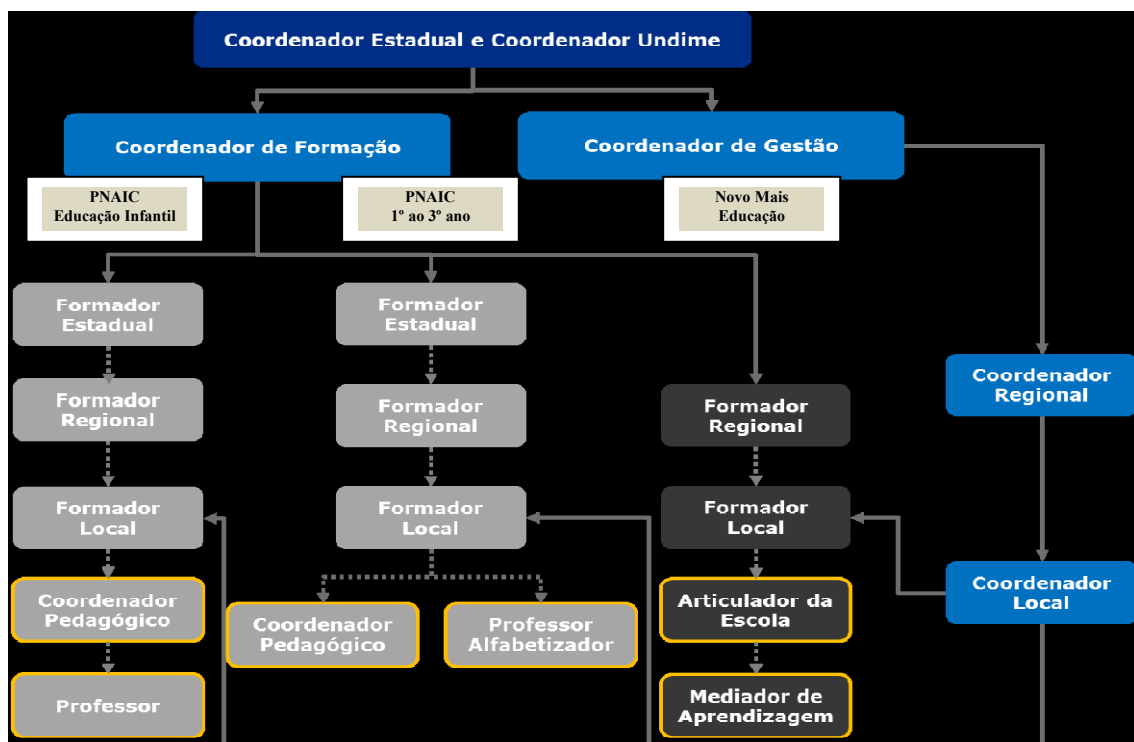 Coordenador Estadual e Coordenador Undime
Coordenador de Formação
Coordenador de Gestão
PNAIC
Educação Infantil
PNAIC
1º ao 3º ano
Novo Mais
Educação
Formador
Estadual
Formador
Estadual
Coordenador
Regional
Formador
Regional
Formador
Regional
Formador
Regional
Formador
Local
Formador
Local
Formador
Local
Coordenador
Local
Coordenador
Pedagógico
Coordenador
Pedagógico
Professor
Alfabetizador
Articulador da
Escola
Professor
Mediador de
Aprendizagem